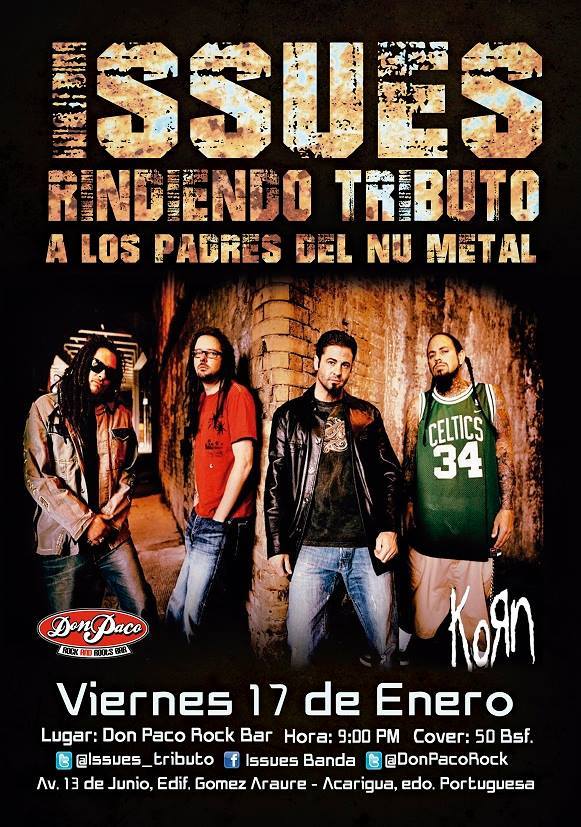 ISSUES
RINDIENDO TRIBUTO
A LOS PADRES DEL NU METAL
CELTICS
34
Don Paco
ROCK AND ROOTS BAR
KoЯn
Viernes 17 de Enero
Lugar: Don Paco Rock Bar Hora: 9:00 PM Cover: 50 Bsf.
@Issues_tributo Issues Banda @DonPacoRock
Av. 13 de Junio, Edif. Gomez Araure - Acarigua, edo. Portuguesa